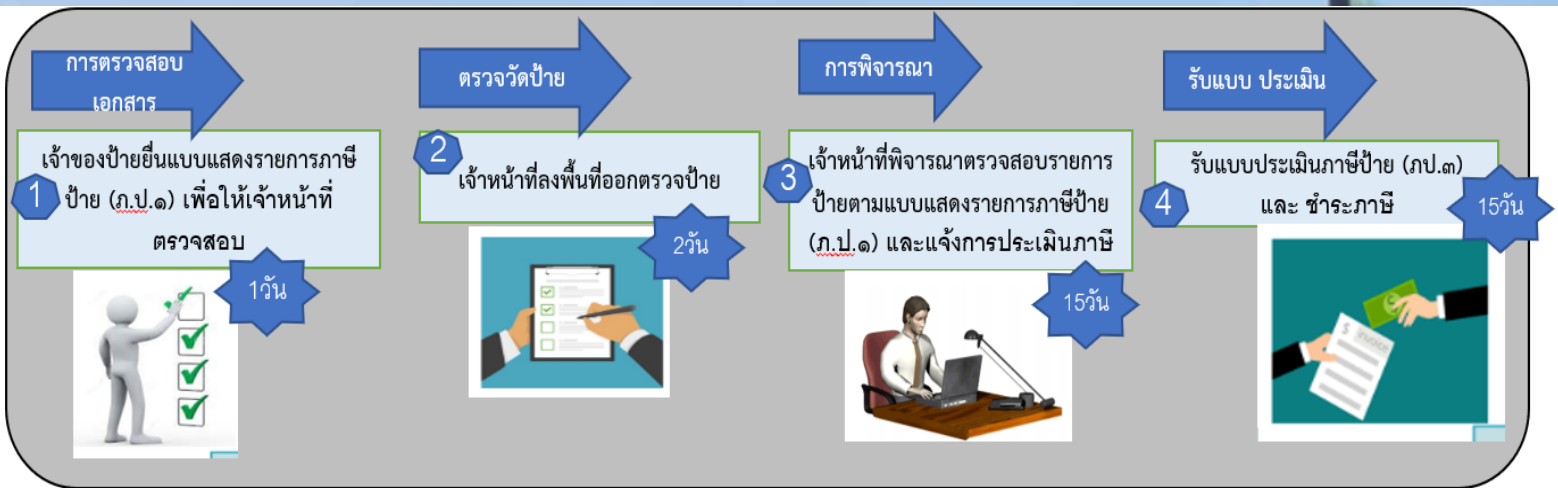 การตรวจสอบ
เอกสาร
1
เจ้าของป้ายยื่นแบบแสดงรายการภาษี
ป้าย (ภ.ป.๑) เพื่อให้เจ้าหน้าที่
ตรวจสอบ
1วัน
ตรวจวัดป้าย
2
เจ้าหน้าที่ลงพื้นที่ออกตรวจป้าย
2วัน
การพิจารณา
3
เจ้าหน้าที่พิจารณาตรวจสอบรายการ
ป้ายตามแบบแสดงรายการภาษีป้าย
(ภ.ป.๑) และแจ้งการประเมินภาษี
15วัน
รับแบบ ประเมิน
4
รับแบบประเมินภาษีป้าย (ภป.๓)
และ ชำระภาษี
15วัน
$ INVOICE